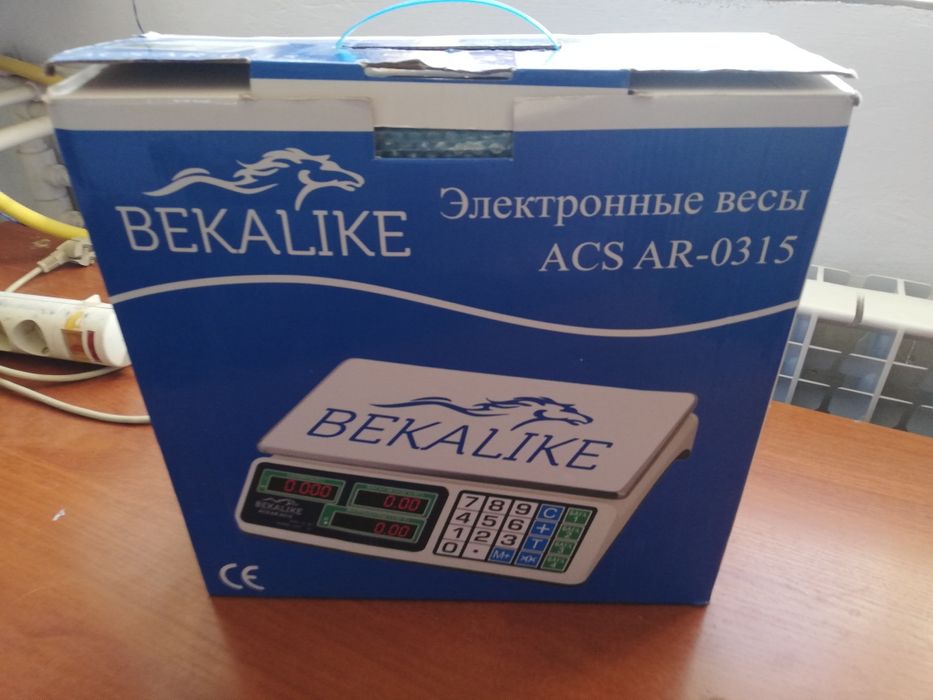 BEKALIKE
Электронные весы
ACS AR-0315
BEKALIKE
0.000
0.00
BEKALIKE
0.00
7 8 9 C
4 5 6 +
1 2 3 T
0 . M+
CE